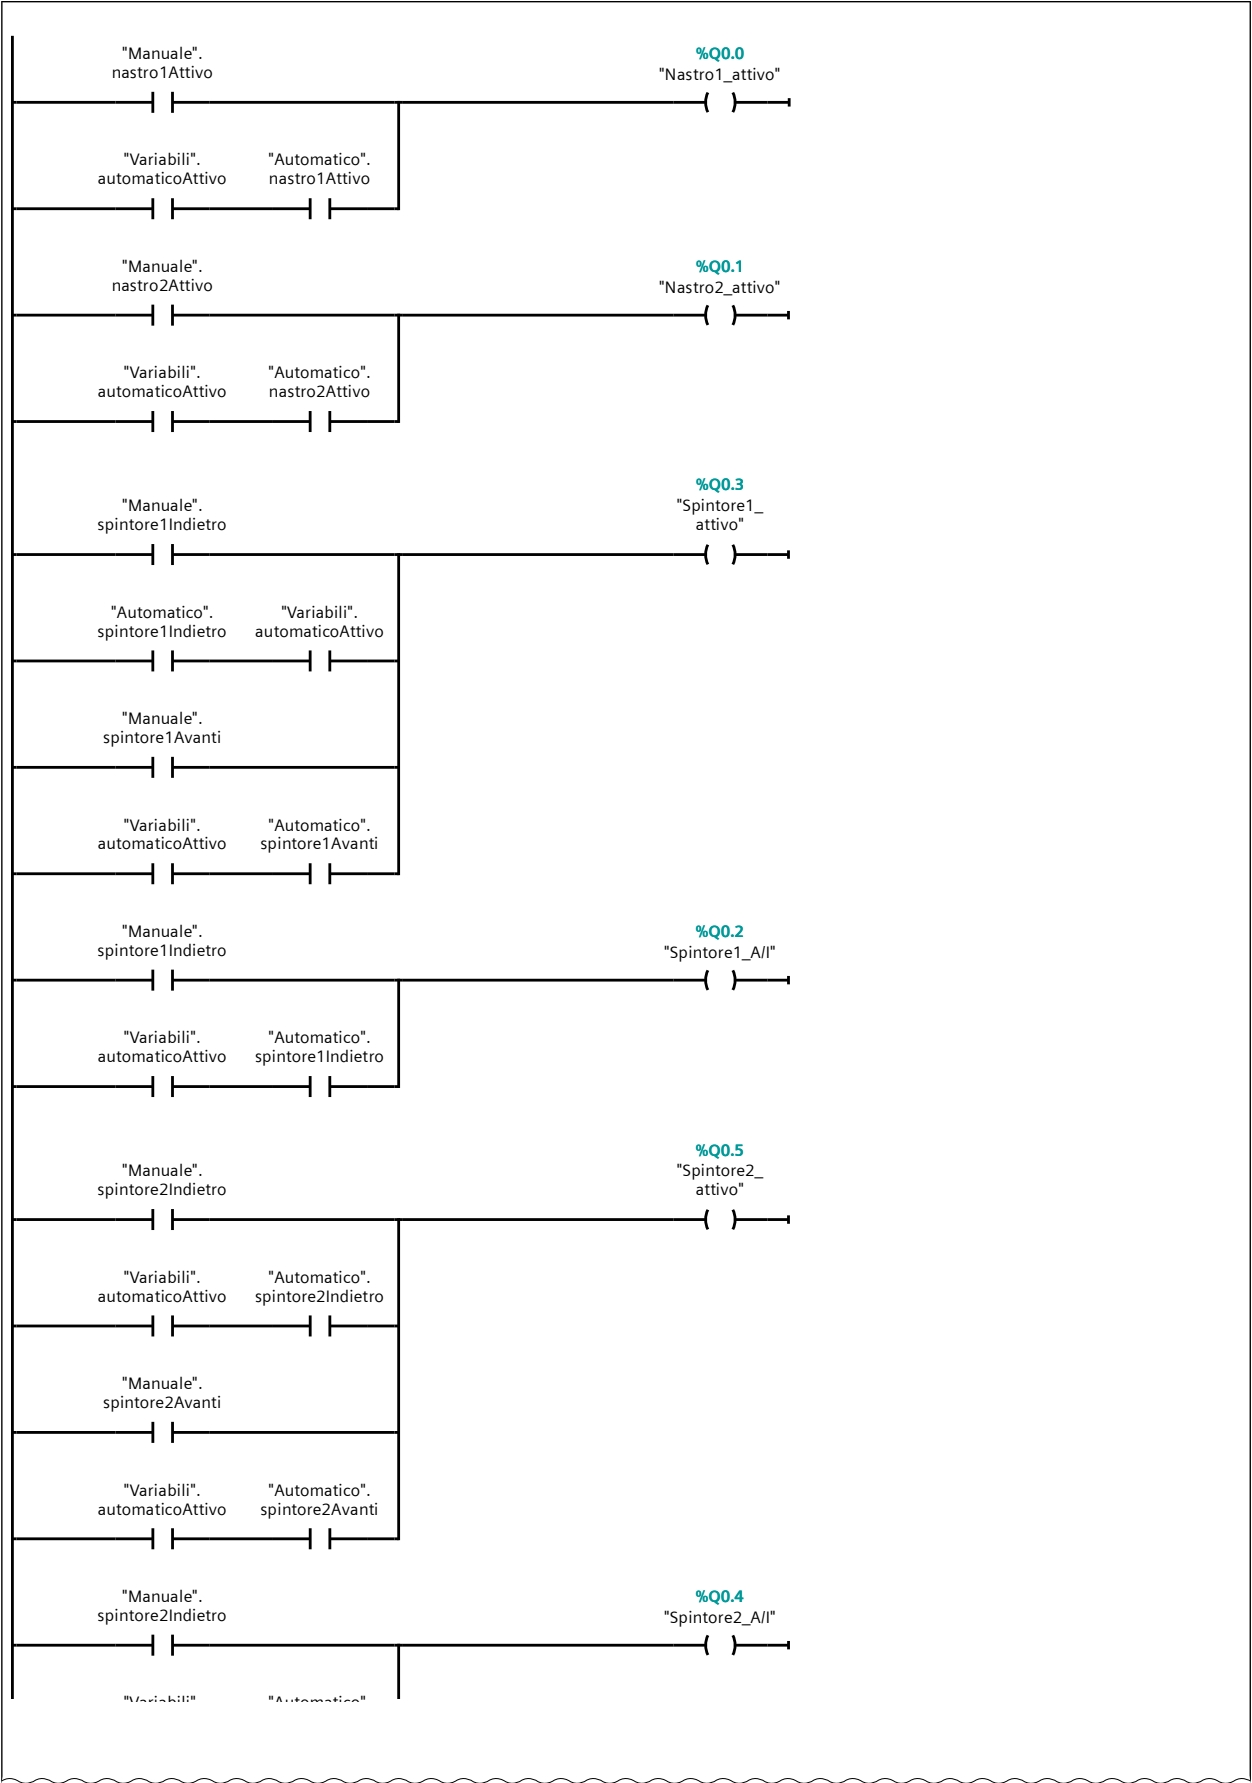 "Manuale".
nastro1Attivo
%Q0.0
"Nastro1_attivo"
"Variabili".
automaticoAttivo
"Automatico".
nastro1Attivo
"Manuale".
nastro2Attivo
%Q0.1
"Nastro2_attivo"
"Variabili".
automaticoAttivo
"Automatico".
nastro2Attivo
"Manuale".
spintore1Indietro
%Q0.3
"Spintore1_
attivo"
"Automatico".
spintore1Indietro
"Variabili".
automaticoAttivo
"Manuale".
spintore1Avanti
"Variabili".
automaticoAttivo
"Automatico".
spintore1Avanti
"Manuale".
spintore1Indietro
%Q0.2
"Spintore1_A/I"
"Variabili".
automaticoAttivo
"Automatico".
spintore1Indietro
"Manuale".
spintore2Indietro
%Q0.5
"Spintore2_
attivo"
"Variabili".
automaticoAttivo
"Automatico".
spintore2Indietro
"Manuale".
spintore2Avanti
"Variabili".
automaticoAttivo
"Automatico".
spintore2Avanti
"Manuale".
spintore2Indietro
%Q0.4
"Spintore2_A/I"
"Variabili".
"Automatico".